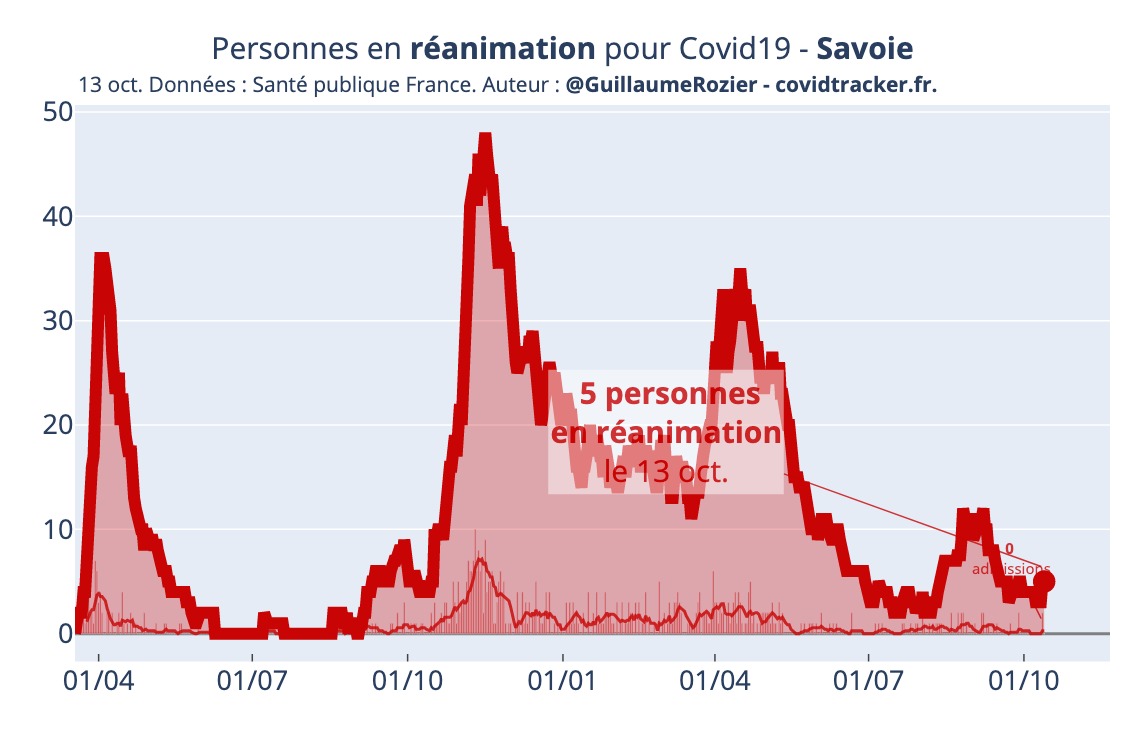 Personnes en réanimation pour Covid19 - Savoie
13 oct. Données : Santé publique France. Auteur : @GuillaumeRozier - covidtracker.fr.
50
40
30
20
10
0
5 personnes
en réanimation
le 13 oct.
0
admissions
01/04
01/07
01/10
01/01
01/04
01/07
01/10